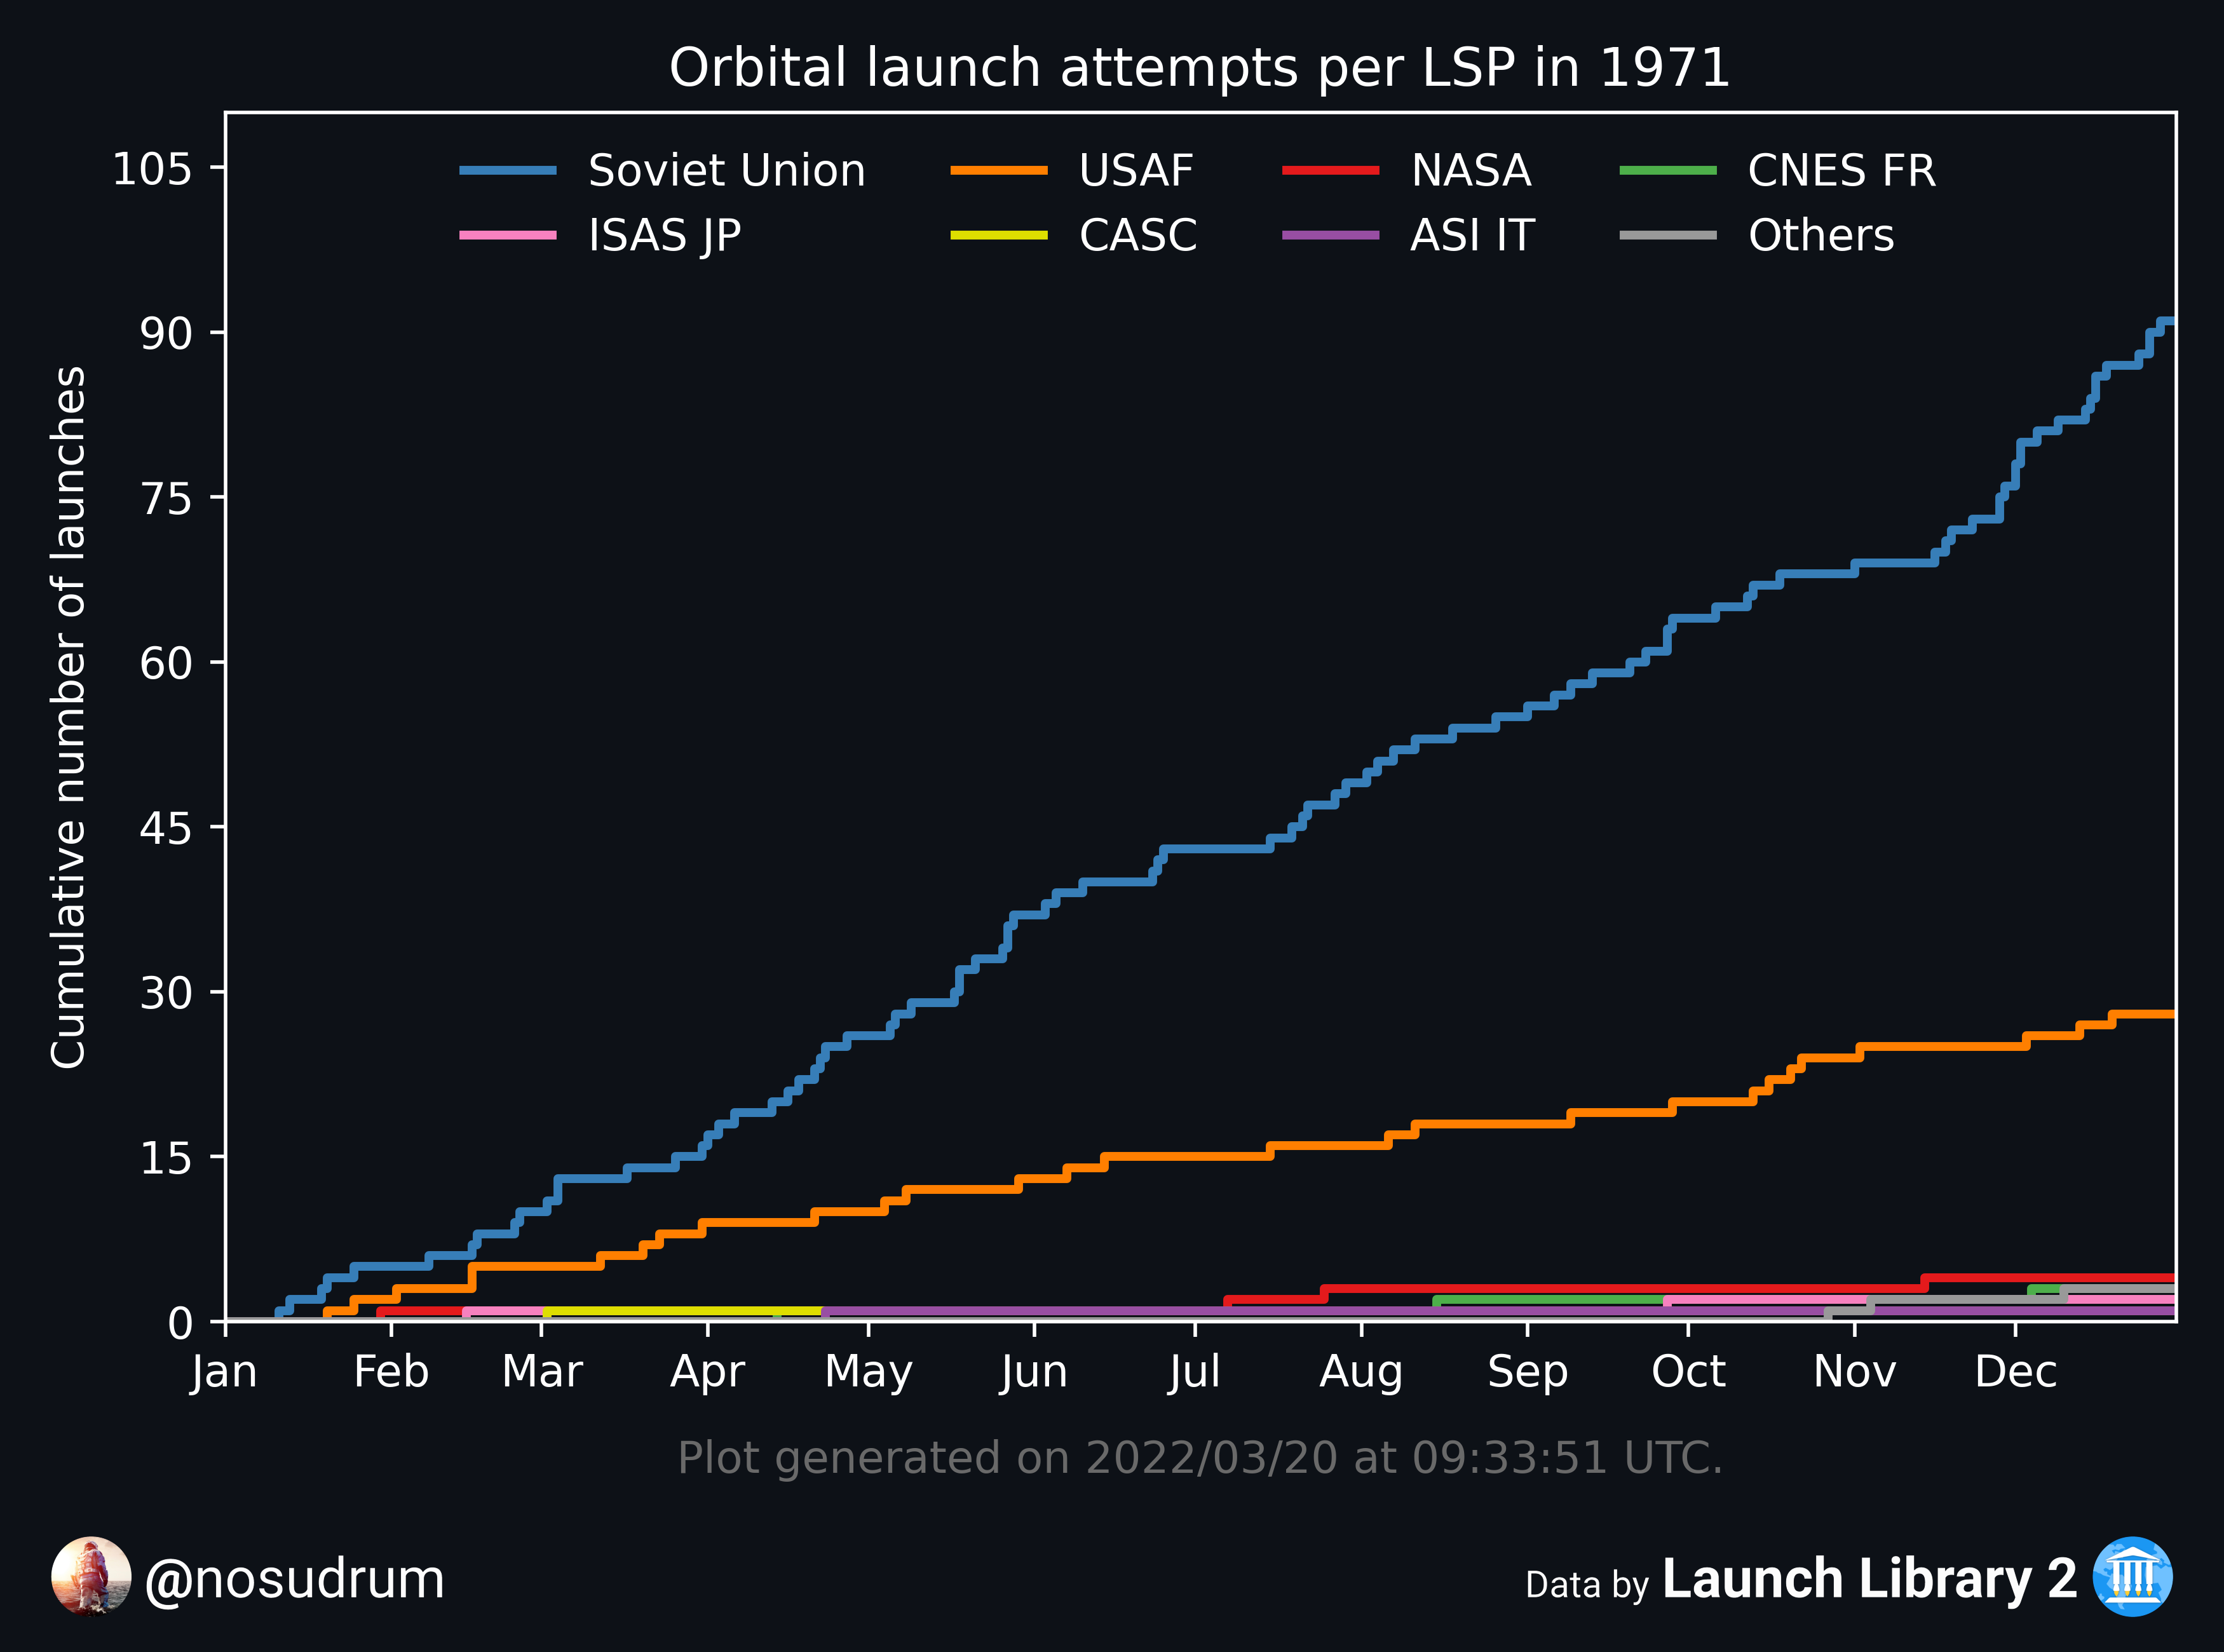 Orbital launch attempts per LSP in 1971
Soviet Union USAF NASA CNES FR
ISAS JP CASC ASI IT Others
Cumulative number of launches
105
90
75
60
45
30
15
0
Jan Feb Mar Apr May Jun Jul Aug Sep Oct Nov Dec
Plot generated on 2022/03/20 at 09:33:51 UTC.
@nosudrum
Data by Launch Library 2